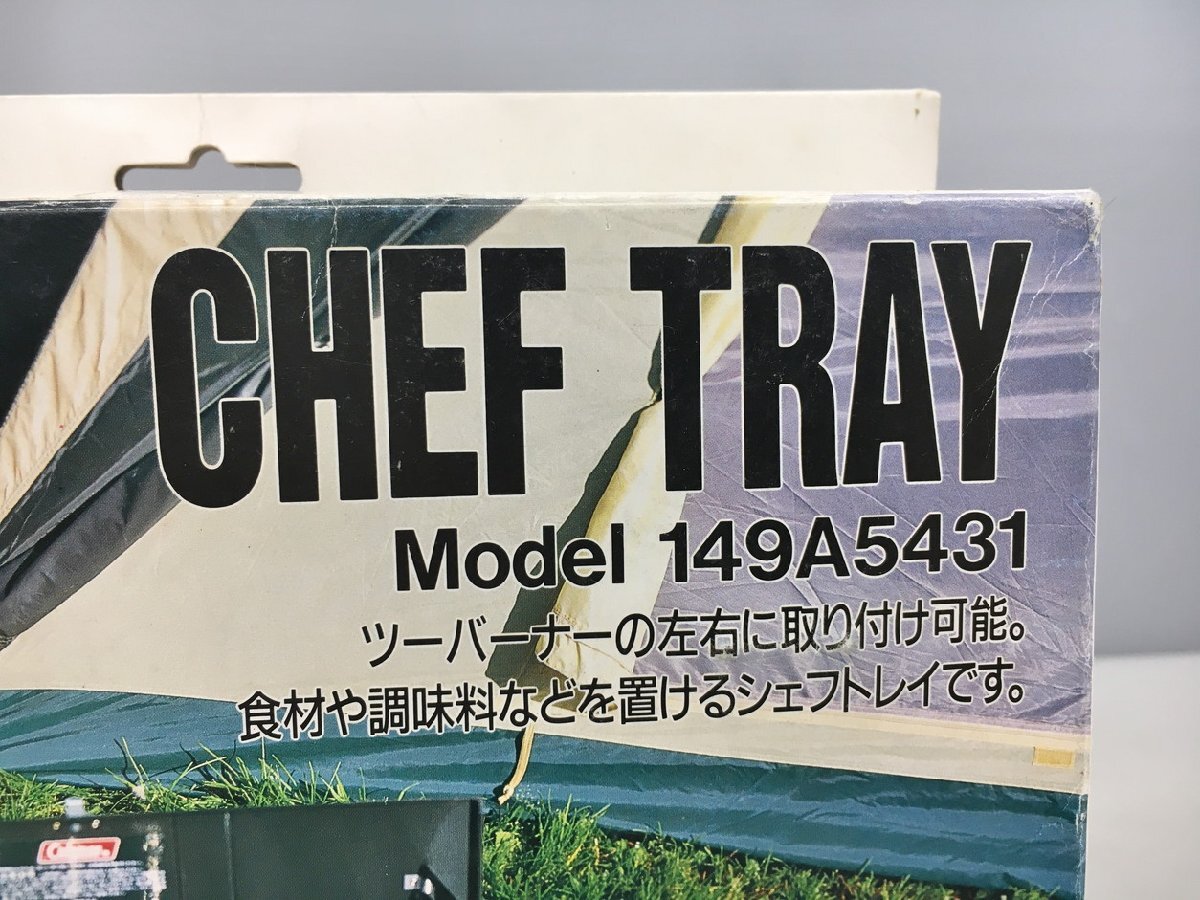 CHEF TRAY
Model 149A5431
ツーバーナーの左右に取り付け可能。
食材や調味料などを置けるシェフトレイです。
Coleman